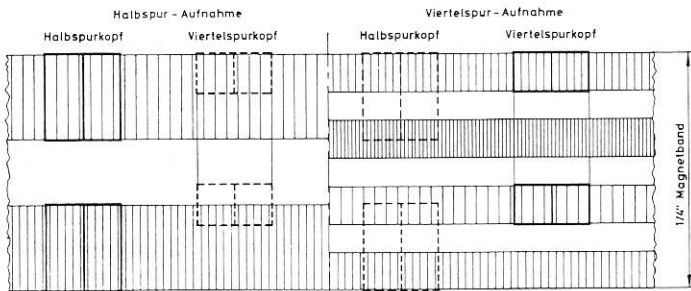 Halbspur - Aufnahme
Viertelspur - Aufnahme
Halbspurkopf
Viertelspurkopf
Halbspurkopf
Viertelspurkopf
1/4" Magnetband